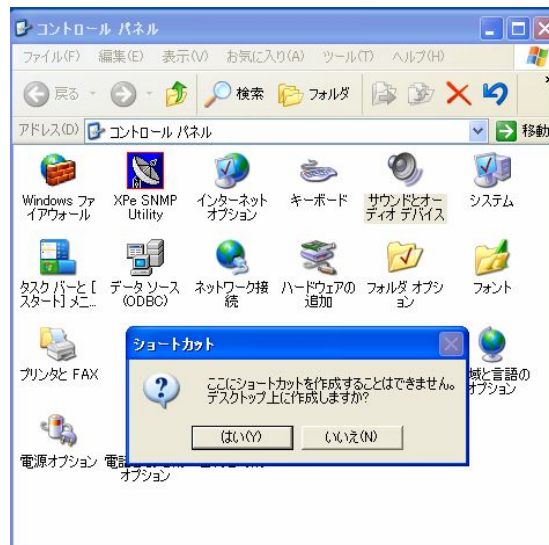 コントロール パネル
ファイル(F) 編集(E) 表示(V) お気に入り(A) ツール(T) ヘルプ(H)
戻る 検索 フォルダ
アドレス(D) コントロール パネル 移動
Windows ファ
イアウォール
XPe SNMP
Utility
インターネット
オプション
キーボード
サウンドとオー
ディオ デバイス
システム
タスク バーと [
スタート] メニ...
データ ソース
(ODBC)
ネットワーク接
続
ハードウェアの
追加
フォルダ オプシ
ョン
フォント
プリンタと FAX
域と言語の
オプション
ショートカット
ここにショートカットを作成することはできません。
デスクトップ上に作成しますか?
はい(Y) いいえ(N)
電源オプション
電話
オプション